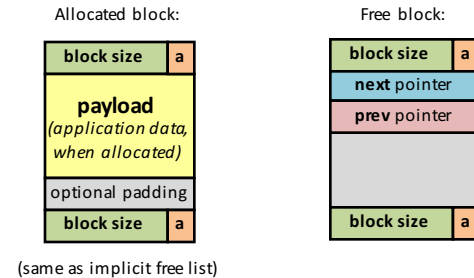 Allocated block:
block size a
payload
(application data,
when allocated)
optional padding
block size a
(same as implicit free list)
Free block:
block size a
next pointer
prev pointer
block size a